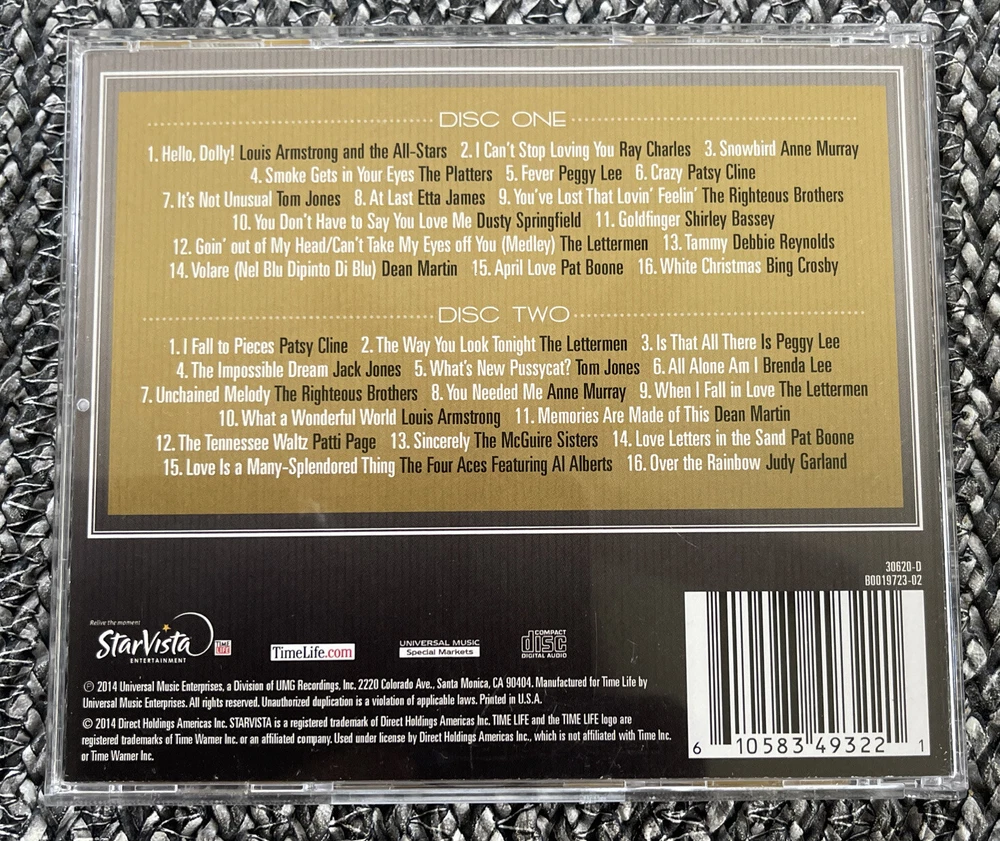 DISC ONE
1. Hello, Dolly! Louis Armstrong and the All-Stars 2. I Can't Stop Loving You Ray Charles 3. Snowbird Anne Murray
4. Smoke Gets in Your Eyes The Platters 5. Fever Peggy Lee 6. Crazy Patsy Cline
7. It's Not Unusual Tom Jones 8. At Last Etta James 9. You've Lost That Lovin' Feelin' The Righteous Brothers
10. You Don't Have to Say You Love Me Dusty Springfield 11. Goldfinger Shirley Bassey
12. Goin' out of My Head/Can't Take My Eyes off You (Medley) The Lettermen 13. Tammy Debbie Reynolds
14. Volare (Nel Blu Dipinto Di Blu) Dean Martin 15. April Love Pat Boone 16. White Christmas Bing Crosby
DISC TWO
1. I Fall to Pieces Patsy Cline 2. The Way You Look Tonight The Lettermen 3. Is That All There Is Peggy Lee
4. The Impossible Dream Jack Jones 5. What's New Pussycat? Tom Jones 6. All Alone Am I Brenda Lee
7. Unchained Melody The Righteous Brothers 8. You Needed Me Anne Murray 9. When I Fall in Love The Lettermen
10. What a Wonderful World Louis Armstrong 11. Memories Are Made of This Dean Martin
12. The Tennessee Waltz Patti Page 13. Sincerely The McGuire Sisters 14. Love Letters in the Sand Pat Boone
15. Love Is a Many-Splendored Thing The Four Aces Featuring Al Alberts 16. Over the Rainbow Judy Garland
30620-D
B0019723-02
Relive the moment
StarVista
ENTERTAINMENT
TIME LIFE
TimeLife.com
UNIVERSAL MUSIC
Special Markets
COMPACT
disc
DIGITAL AUDIO
℗ 2014 Universal Music Enterprises, a Division of UMG Recordings, Inc. 2220 Colorado Ave., Santa Monica, CA 90404. Manufactured for Time Life by
Universal Music Enterprises. All rights reserved. Unauthorized duplication is a violation of applicable laws. Printed in U.S.A.
© 2014 Direct Holdings Americas Inc. STARVISTA is a registered trademark of Direct Holdings Americas Inc. TIME LIFE and the TIME LIFE logo are
registered trademarks of Time Warner Inc. or an affiliated company. Used under license by Direct Holdings Americas Inc., which is not affiliated with Time Inc.
or Time Warner Inc.
6 10583 49322 1